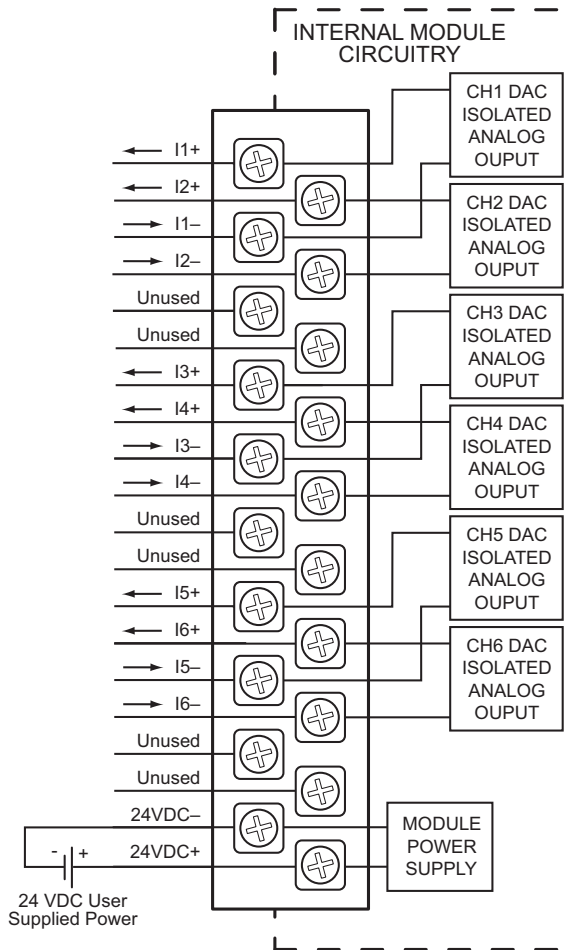 INTERNAL MODULE
CIRCUITRY
CH1 DAC
ISOLATED
ANALOG
OUPUT
CH2 DAC
ISOLATED
ANALOG
OUPUT
CH3 DAC
ISOLATED
ANALOG
OUPUT
CH4 DAC
ISOLATED
ANALOG
OUPUT
CH5 DAC
ISOLATED
ANALOG
OUPUT
CH6 DAC
ISOLATED
ANALOG
OUPUT
MODULE
POWER
SUPPLY
I1+
I2+
I1–
I2–
Unused
Unused
I3+
I4+
I3–
I4–
Unused
Unused
I5+
I6+
I5–
I6–
Unused
Unused
24VDC–
24VDC+
- +
24 VDC User
Supplied Power